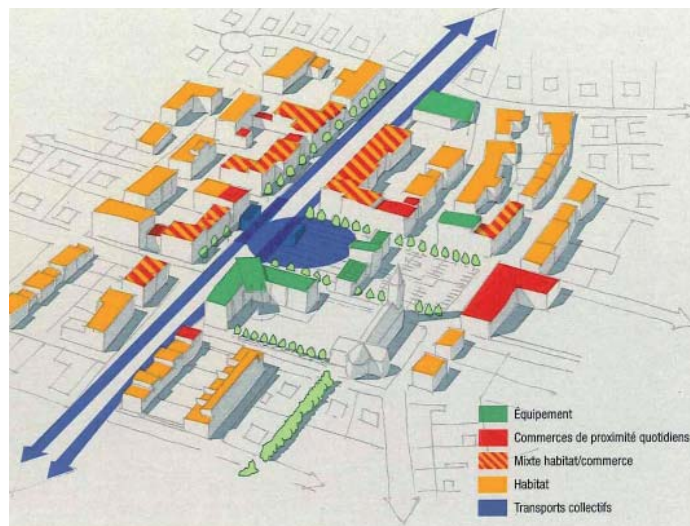 Équipement
Commerces de proximité quotidiens
Mixte habitat/commerce
Habitat
Transports collectifs